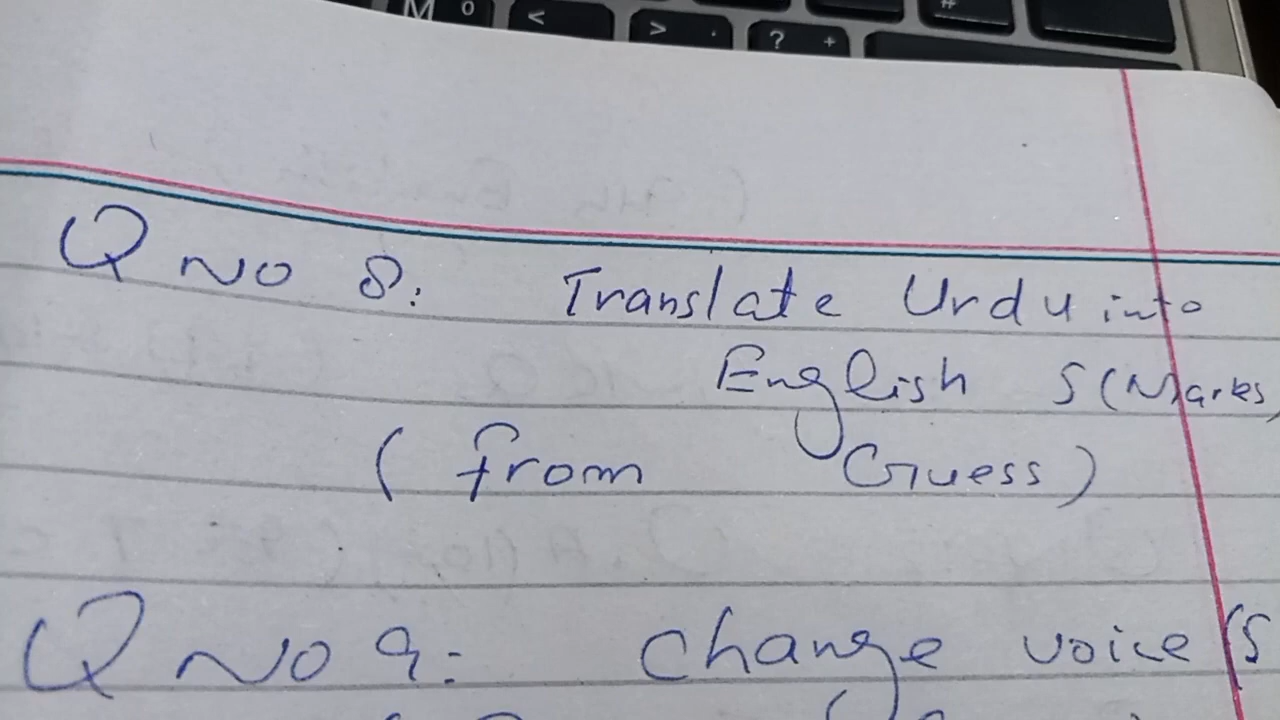 M O < > . ? + #
Q No 8: Translate Urdu into
English 5(Marks)
(from Guess)
Q No 9: Change voice (5